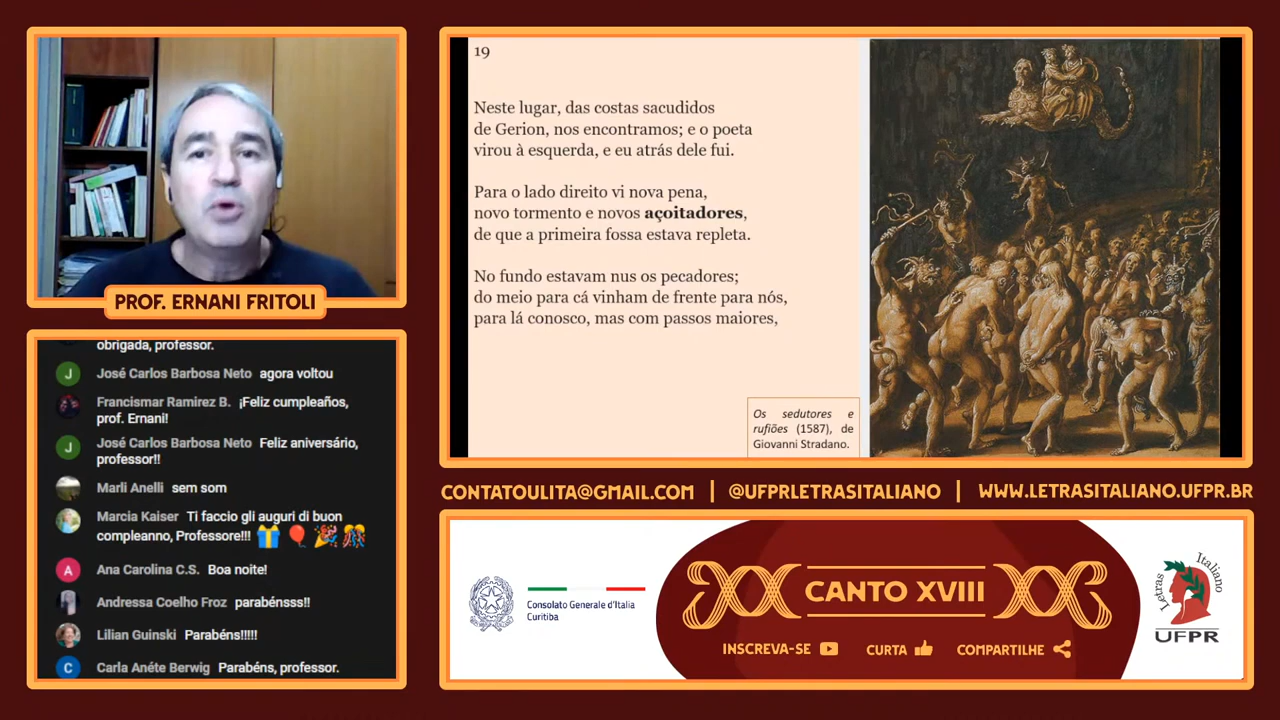 PROF. ERNANI FRITOLI
obrigada, professor.
J
José Carlos Barbosa Neto agora voltou
Francismar Ramirez B. ¡Feliz cumpleaños,
prof. Ernani!
J
José Carlos Barbosa Neto Feliz aniversário,
professor!!
Marli Anelli sem som
Marcia Kaiser Ti faccio gli auguri di buon
compleanno, Professore!!! 🎁 🎈 🎉 🎊
A
Ana Carolina C.S. Boa noite!
Andressa Coelho Froz parabénsss!!
Lilian Guinski Parabéns!!!!!
C
Carla Anéte Berwig Parabéns, professor.
19
Neste lugar, das costas sacudidos
de Gerion, nos encontramos; e o poeta
virou à esquerda, e eu atrás dele fui.
Para o lado direito vi nova pena,
novo tormento e novos açoitadores,
de que a primeira fossa estava repleta.
No fundo estavam nus os pecadores;
do meio para cá vinham de frente para nós,
para lá conosco, mas com passos maiores,
Os sedutores e
rufiões (1587), de
Giovanni Stradano.
CONTATOULITA@GMAIL.COM | @UFPRLETRASITALIANO | WWW.LETRASITALIANO.UFPR.BR
Consolato Generale d'Italia
Curitiba
CANTO XVIII
INSCREVA-SE CURTA COMPARTILHE
Letras Italiano
UFPR